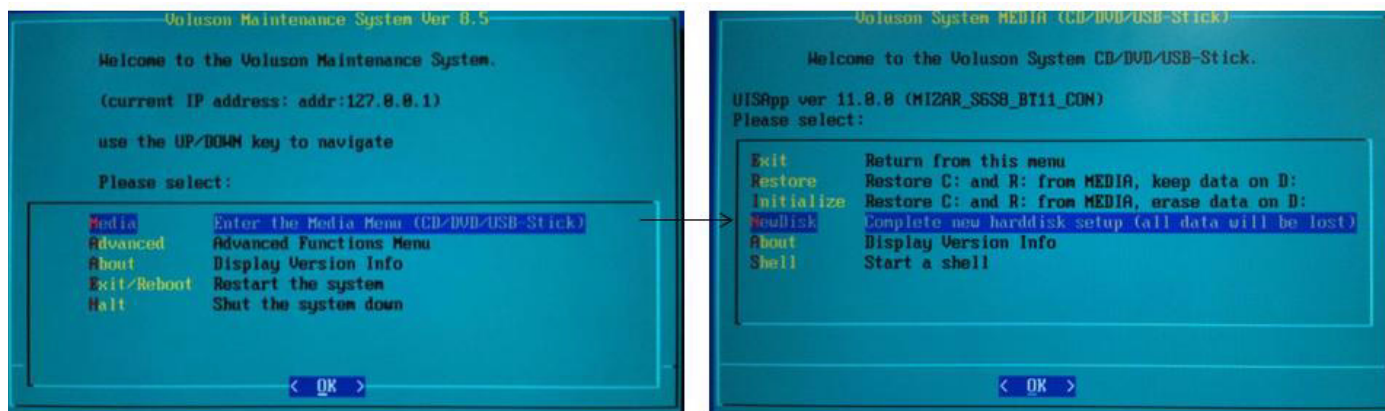 Voluson Maintenance System Ver 8.5
Welcome to the Voluson Maintenance System.
(current IP address: addr:127.0.0.1)
use the UP/DOWN key to navigate
Please select:
Media Enter the Media Menu (CD/DVD/USB-Stick)
Advanced Advanced Functions Menu
About Display Version Info
Exit/Reboot Restart the system
Halt Shut the system down
< OK >
Voluson System MEDIA (CD/DVD/USB-Stick)
Welcome to the Voluson System CD/DVD/USB-Stick.
UISApp ver 11.0.0 (MIZAR_S6S8_BT11_CON)
Please select:
Exit Return from this menu
Restore Restore C: and R: from MEDIA, keep data on D:
Initialize Restore C: and R: from MEDIA, erase data on D:
NewDisk Complete new harddisk setup (all data will be lost)
About Display Version Info
Shell Start a shell
< OK >